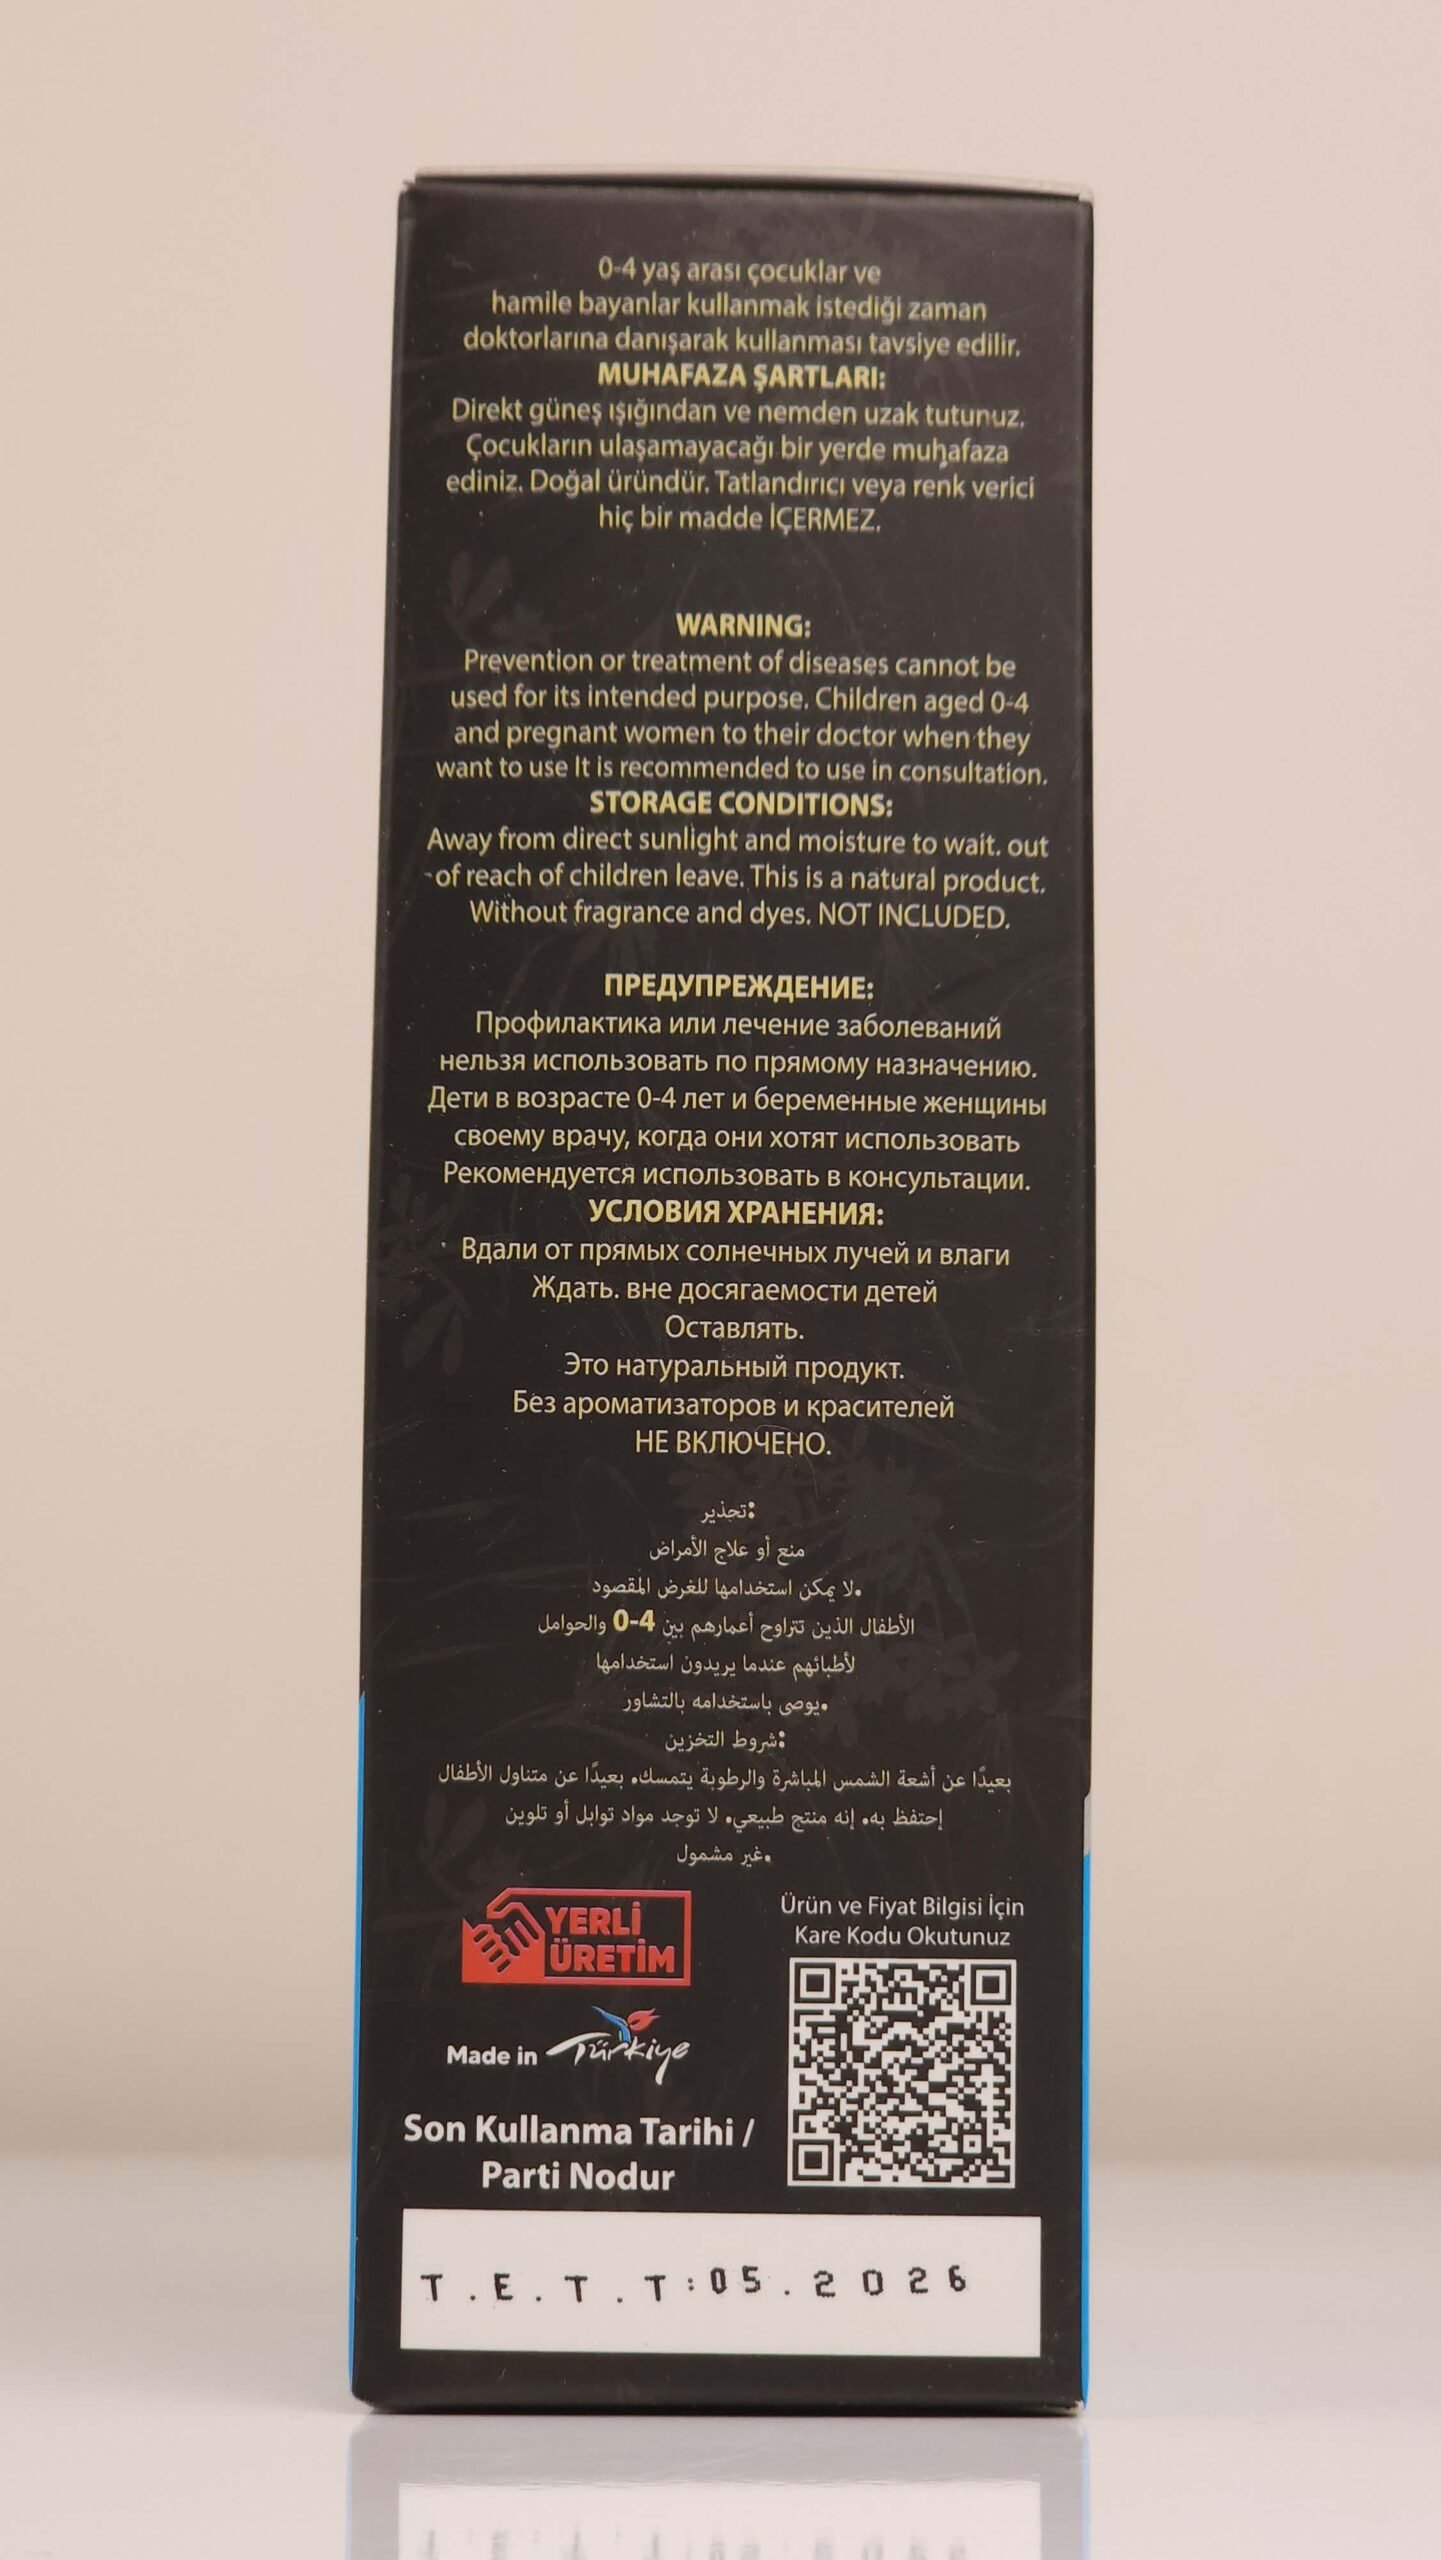 0-4 yaş arası çocuklar ve
hamile bayanlar kullanmak istediği zaman
doktorlarına danışarak kullanması tavsiye edilir.
MUHAFAZA ŞARTLARI:
Direkt güneş ışığından ve nemden uzak tutunuz.
Çocukların ulaşamayacağı bir yerde muhafaza
ediniz. Doğal üründür. Tatlandırıcı veya renk verici
hiç bir madde İÇERMEZ.
WARNING:
Prevention or treatment of diseases cannot be
used for its intended purpose. Children aged 0-4
and pregnant women to their doctor when they
want to use It is recommended to use in consultation.
STORAGE CONDITIONS:
Away from direct sunlight and moisture to wait. out
of reach of children leave. This is a natural product.
Without fragrance and dyes. NOT INCLUDED.
ПРЕДУПРЕЖДЕНИЕ:
Профилактика или лечение заболеваний
нельзя использовать по прямому назначению.
Дети в возрасте 0-4 лет и беременные женщины
своему врачу, когда они хотят использовать
Рекомендуется использовать в консультации.
УСЛОВИЯ ХРАНЕНИЯ:
Вдали от прямых солнечных лучей и влаги
Ждать. вне досягаемости детей
Оставлять.
Это натуральный продукт.
Без ароматизаторов и красителей
НЕ ВКЛЮЧЕНО.
:تحذير
منع أو علاج الأمراض
.لا يمكن استخدامها للغرض المقصود
الأطفال الذين تتراوح أعمارهم بين 0-4 والحوامل
لأطبائهم عندما يريدون استخدامها
.يوصى باستخدامه بالتشاور
:شروط التخزين
بعيدًا عن أشعة الشمس المباشرة والرطوبة يتمسك. بعيدًا عن متناول الأطفال
إحتفظ به. إنه منتج طبيعي. لا توجد مواد توابل أو تلوين
.غير مشمول
YERLİ
ÜRETİM
Made in Türkiye
Ürün ve Fiyat Bilgisi İçin
Kare Kodu Okutunuz
Son Kullanma Tarihi /
Parti Nodur
T.E.T.T:05.2026